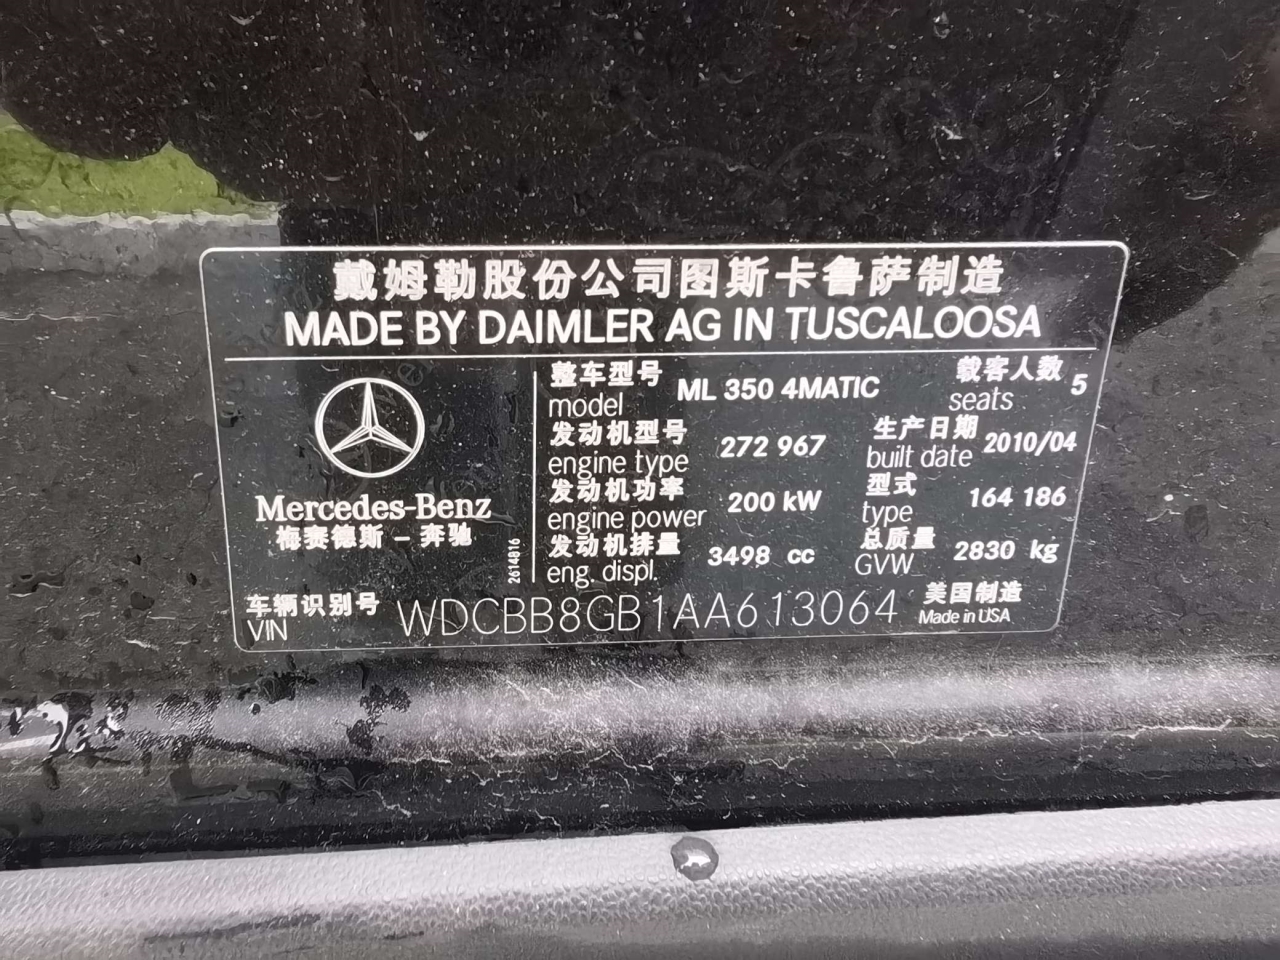 戴姆勒股份公司图斯卡鲁萨制造
MADE BY DAIMLER AG IN TUSCALOOSA
整车型号 model ML 350 4MATIC 载客人数 seats 5
发动机型号 engine type 272 967 生产日期 built date 2010/04
发动机功率 engine power 200 kW 型式 type 164 186
发动机排量 eng. displ. 3498 cc 总质量 GVW 2830 kg
Mercedes-Benz
梅赛德斯 - 奔驰
2614816
车辆识别号 VIN WDCBB8GB1AA613064
美国制造
Made in USA